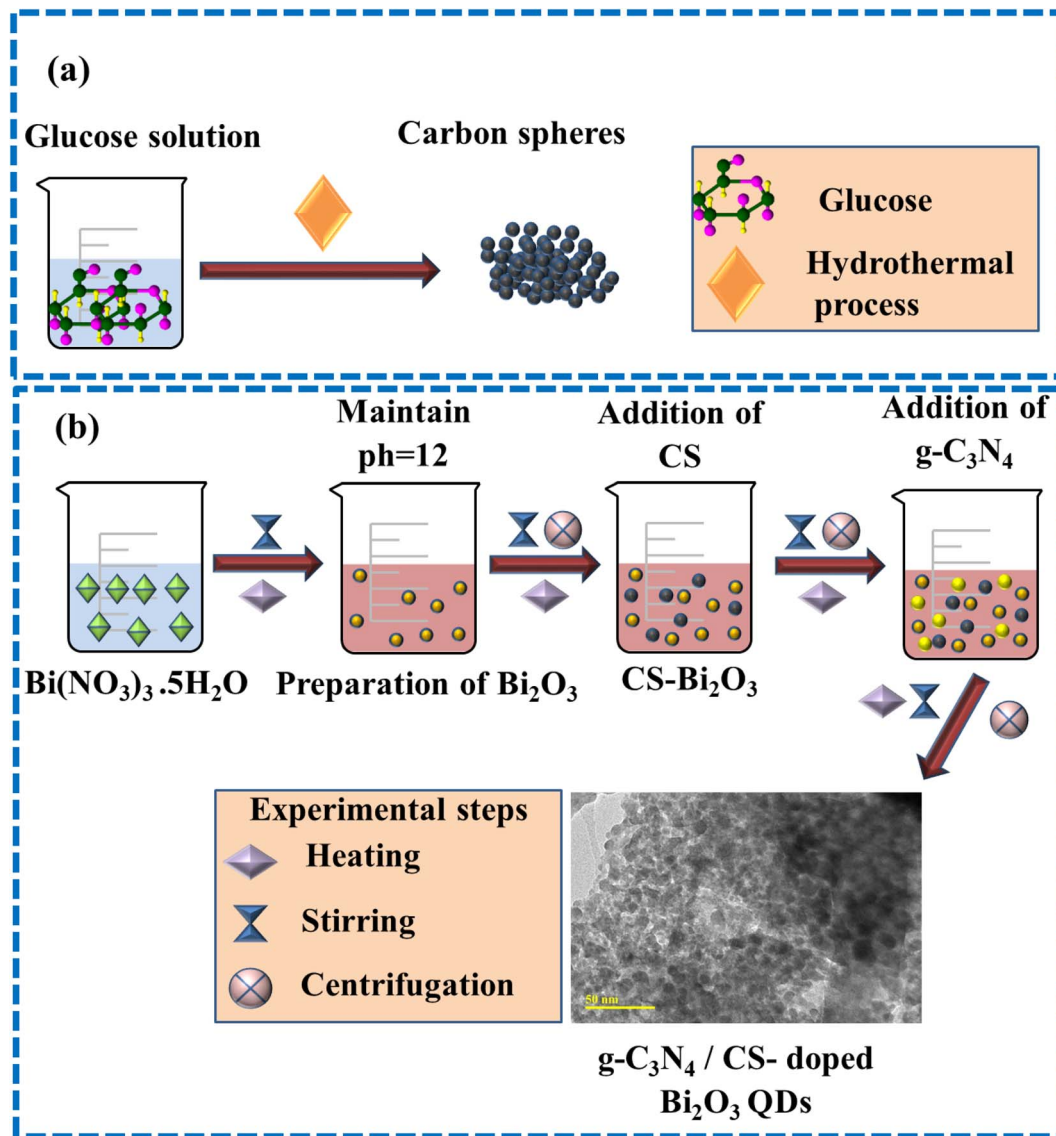 (a)
Glucose solution
Carbon spheres
Glucose
Hydrothermal
process
(b)
Maintain
ph=12
Addition of
CS
Addition of
g-C₃N₄
Bi(NO₃)₃ .5H₂O
Preparation of Bi₂O₃
CS-Bi₂O₃
Experimental steps
Heating
Stirring
Centrifugation
50 nm
g-C₃N₄ / CS- doped
Bi₂O₃ QDs